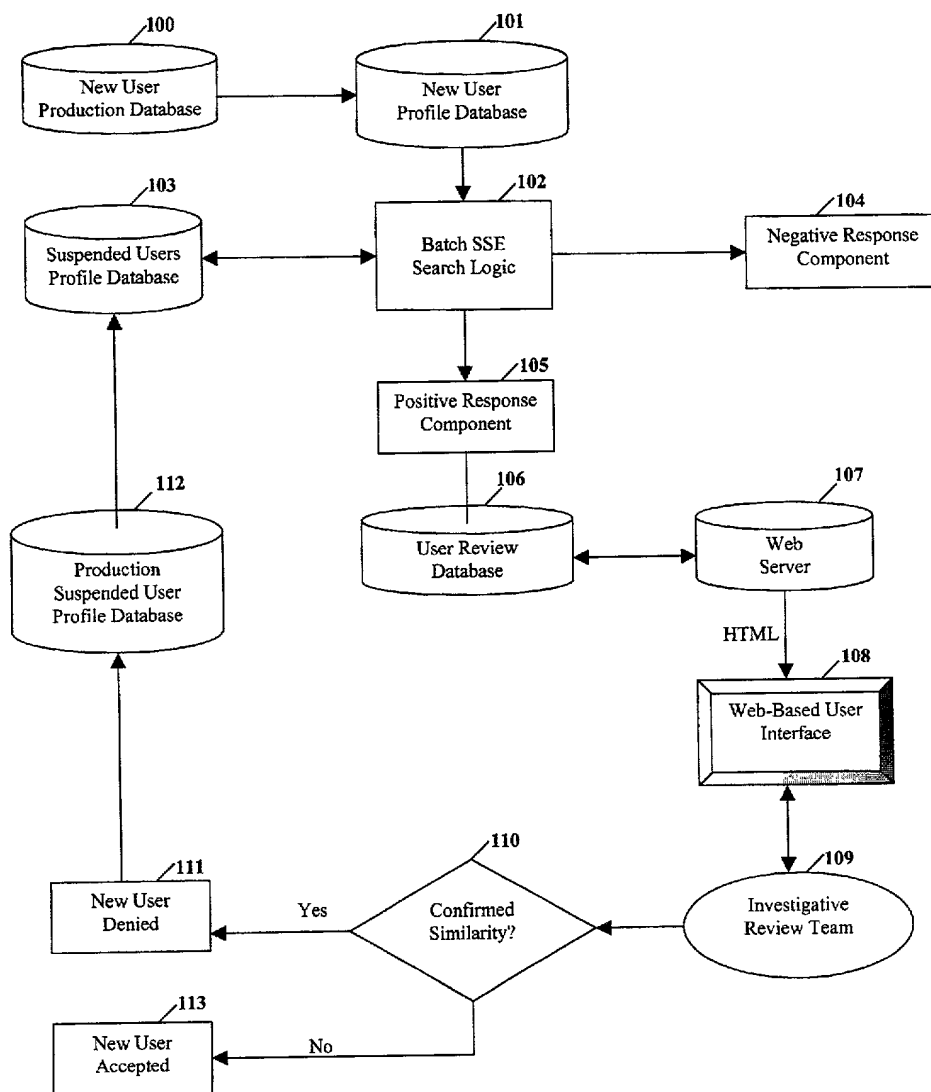 100
New User
Production Database
101
New User
Profile Database
103
Suspended Users
Profile Database
102
Batch SSE
Search Logic
104
Negative Response
Component
105
Positive Response
Component
112
Production
Suspended User
Profile Database
106
User Review
Database
107
Web
Server
HTML
108
Web-Based User
Interface
110
Confirmed
Similarity?
109
Investigative
Review Team
111
New User
Denied
Yes
113
New User
Accepted
No